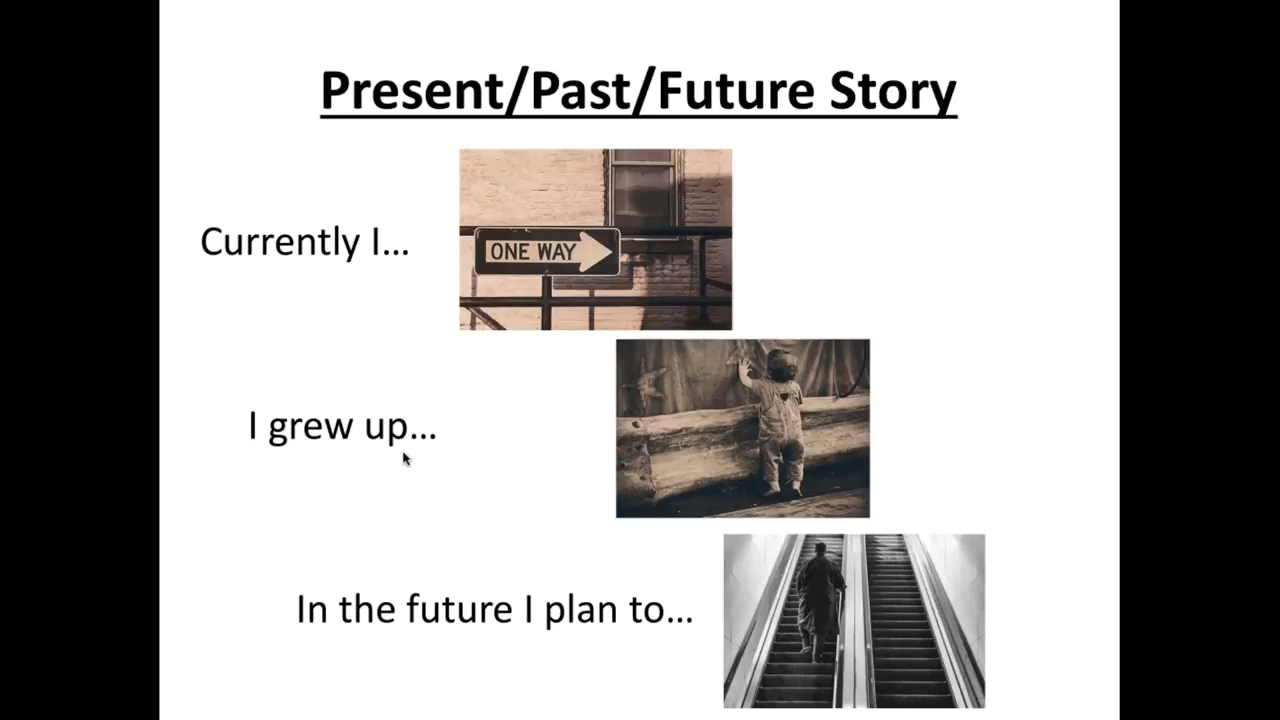 Present/Past/Future Story
Currently I...
ONE WAY
I grew up...
In the future I plan to...